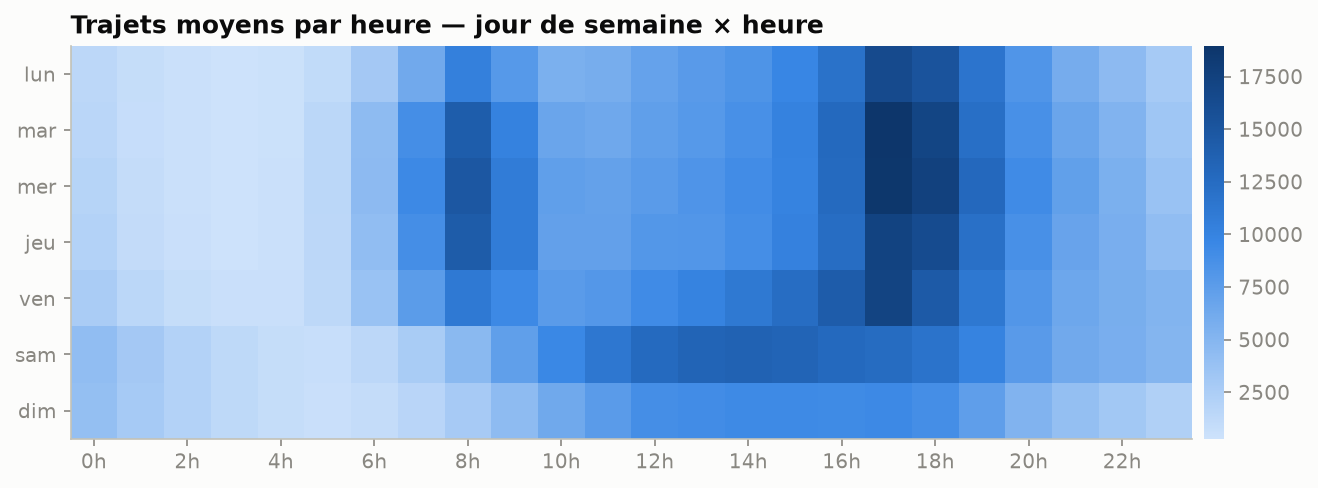 Trajets moyens par heure — jour de semaine × heure
lun
mar
mer
jeu
ven
sam
dim
0h 2h 4h 6h 8h 10h 12h 14h 16h 18h 20h 22h
17500
15000
12500
10000
7500
5000
2500